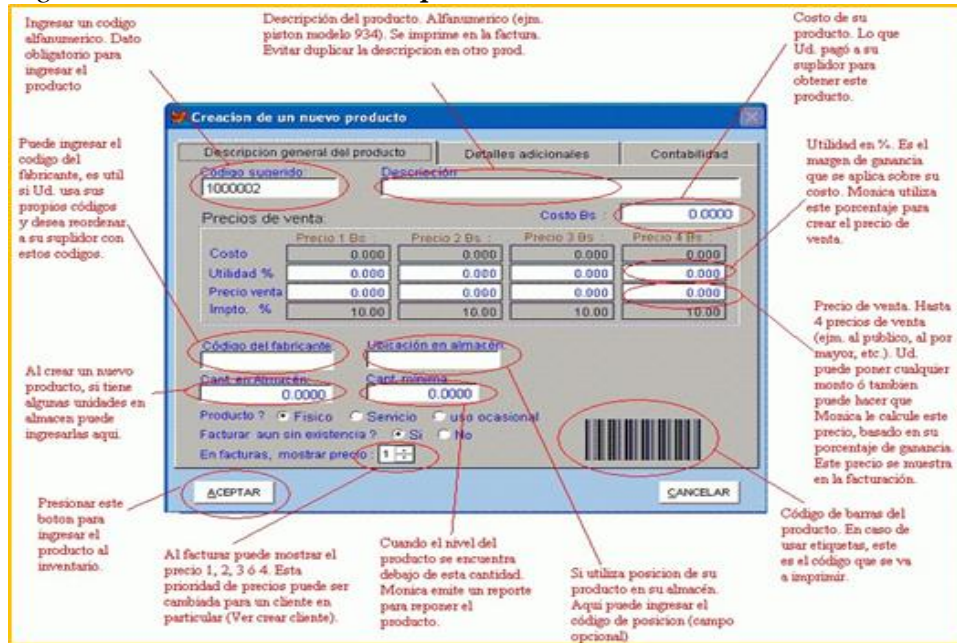 Ingresar un codigo
alfanumerico. Dato
obligatorio para
ingresar el
producto
Descripción del producto. Alfanumerico (ejm.
piston modelo 934). Se imprime en la factura.
Evitar duplicar la descripcion en otro prod.
Costo de su
producto. Lo que
Ud. pagó a su
suplidor para
obtener este
producto.
Puede ingresar el
codigo del
fabricante, es util
si Ud. usa sus
propios códigos
y desea reordenar
a su suplidor con
estos codigos.
Creacion de un nuevo producto
Descripcion general del producto
Detalles adicionales
Contabilidad
Código sugerido:
Descripción
1000002
Costo Bs :
0.0000
Precios de venta:
Precio 1 Bs : Precio 2 Bs : Precio 3 Bs : Precio 4 Bs :
Costo 0.000 0.000 0.000 0.000
Utilidad % 0.000 0.000 0.000 0.000
Precio venta 0.000 0.000 0.000 0.000
Impto. % 10.00 10.00 10.00 10.00
Código del fabricante
Ubicación en almacén
Cant. en Almacén:
Cant. mínima
0.0000
0.0000
Producto ? Fisico Servicio uso ocasional
Facturar aun sin existencia ? Si No
En facturas, mostrar precio : 1
ACEPTAR
CANCELAR
Utilidad en %. Es el
margen de ganancia
que se aplica sobre su
costo. Monica utiliza
este porcentaje para
crear el precio de
venta.
Precio de venta. Hasta
4 precios de venta
(ejm. al publico, al por
mayor, etc.). Ud.
puede poner cualquier
monto ó tambien
puede hacer que
Monica le calcule este
precio, basado en su
porcentaje de ganancia.
Este precio se muestra
en la facturación.
Al crear un nuevo
producto, si tiene
algunas unidades en
almacen puede
ingresarlas aqui.
Presionar este
boton para
ingresar el
producto al
inventario.
Al facturar puede mostrar el
precio 1, 2, 3 ó 4. Esta
prioridad de precios puede ser
cambiada para un cliente en
particular (Ver crear cliente).
Cuando el nivel del
producto se encuentra
debajo de esta cantidad.
Monica emite un reporte
para reponer el
producto.
Si utiliza posicion de su
producto en su almacén.
Aqui puede ingresar el
código de posicion (campo
opcional)
Código de barras del
producto. En caso de
usar etiquetas, este
es el código que se va
a imprimir.